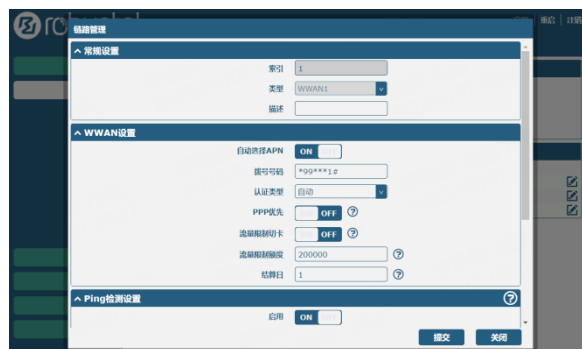 重启 | 注销
链路管理
常规设置
索引 1
类型 WWAN1
描述
WWAN设置
自动选择APN ON
拨号号码 *99***1#
认证类型 自动
PPP优先 OFF
流量限制切卡 OFF
流量限制额度 200000
结算日 1
Ping检测设置
启用 ON
提交 关闭